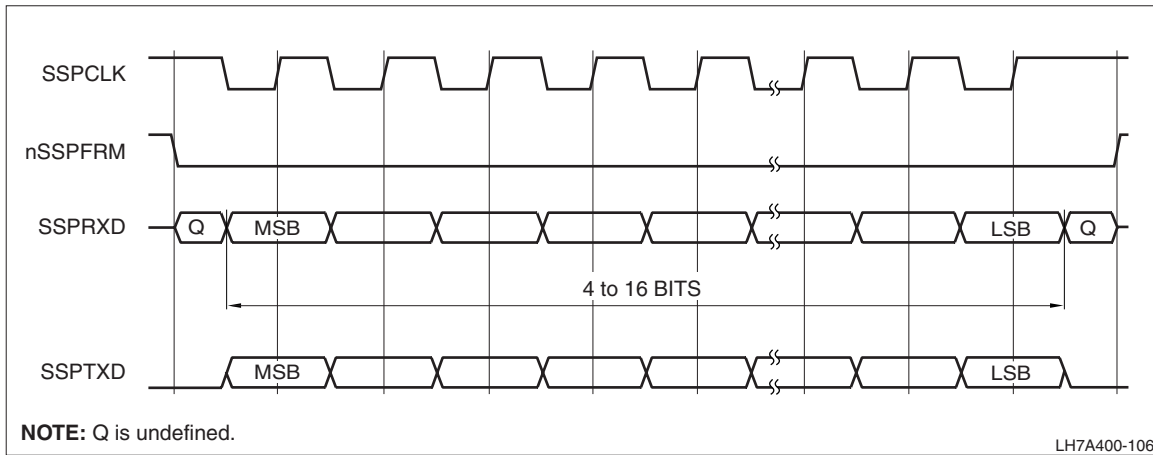 SSPCLK
nSSPFRM
SSPRXD
Q MSB LSB Q
4 to 16 BITS
SSPTXD
MSB LSB
NOTE: Q is undefined.
LH7A400-106